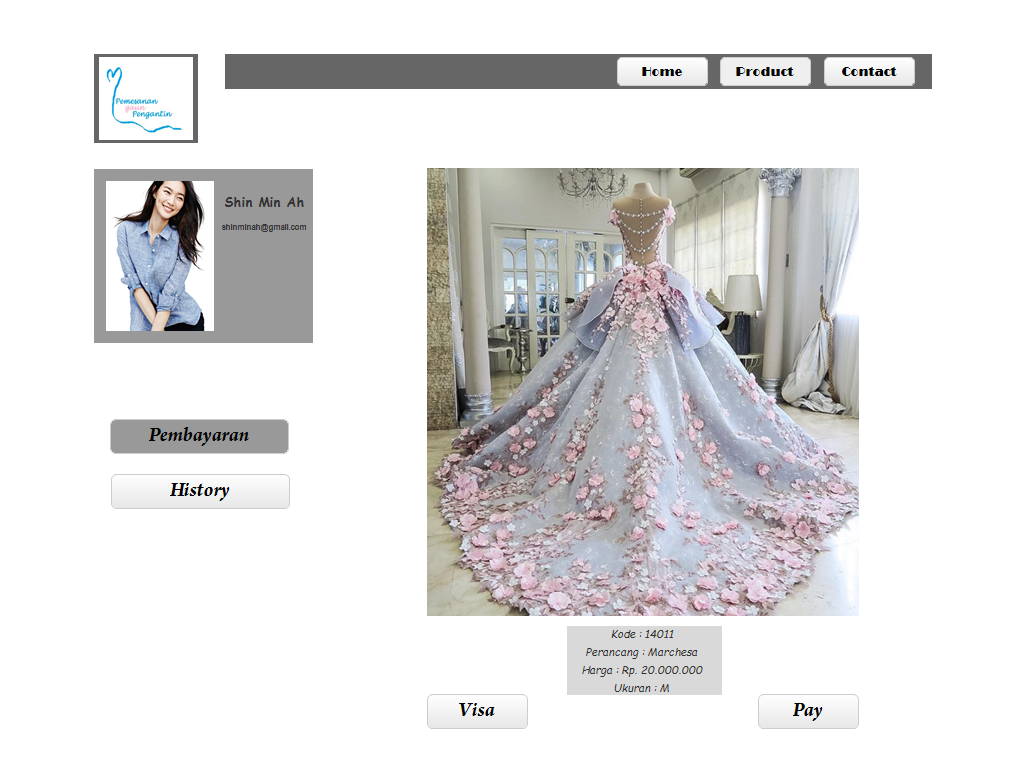 Pemesanan
gaun
Pengantin
Home
Product
Contact
Shin Min Ah
shinminah@gmail.com
Pembayaran
History
Kode : 14011
Perancang : Marchesa
Harga : Rp. 20.000.000
Ukuran : M
Visa
Pay